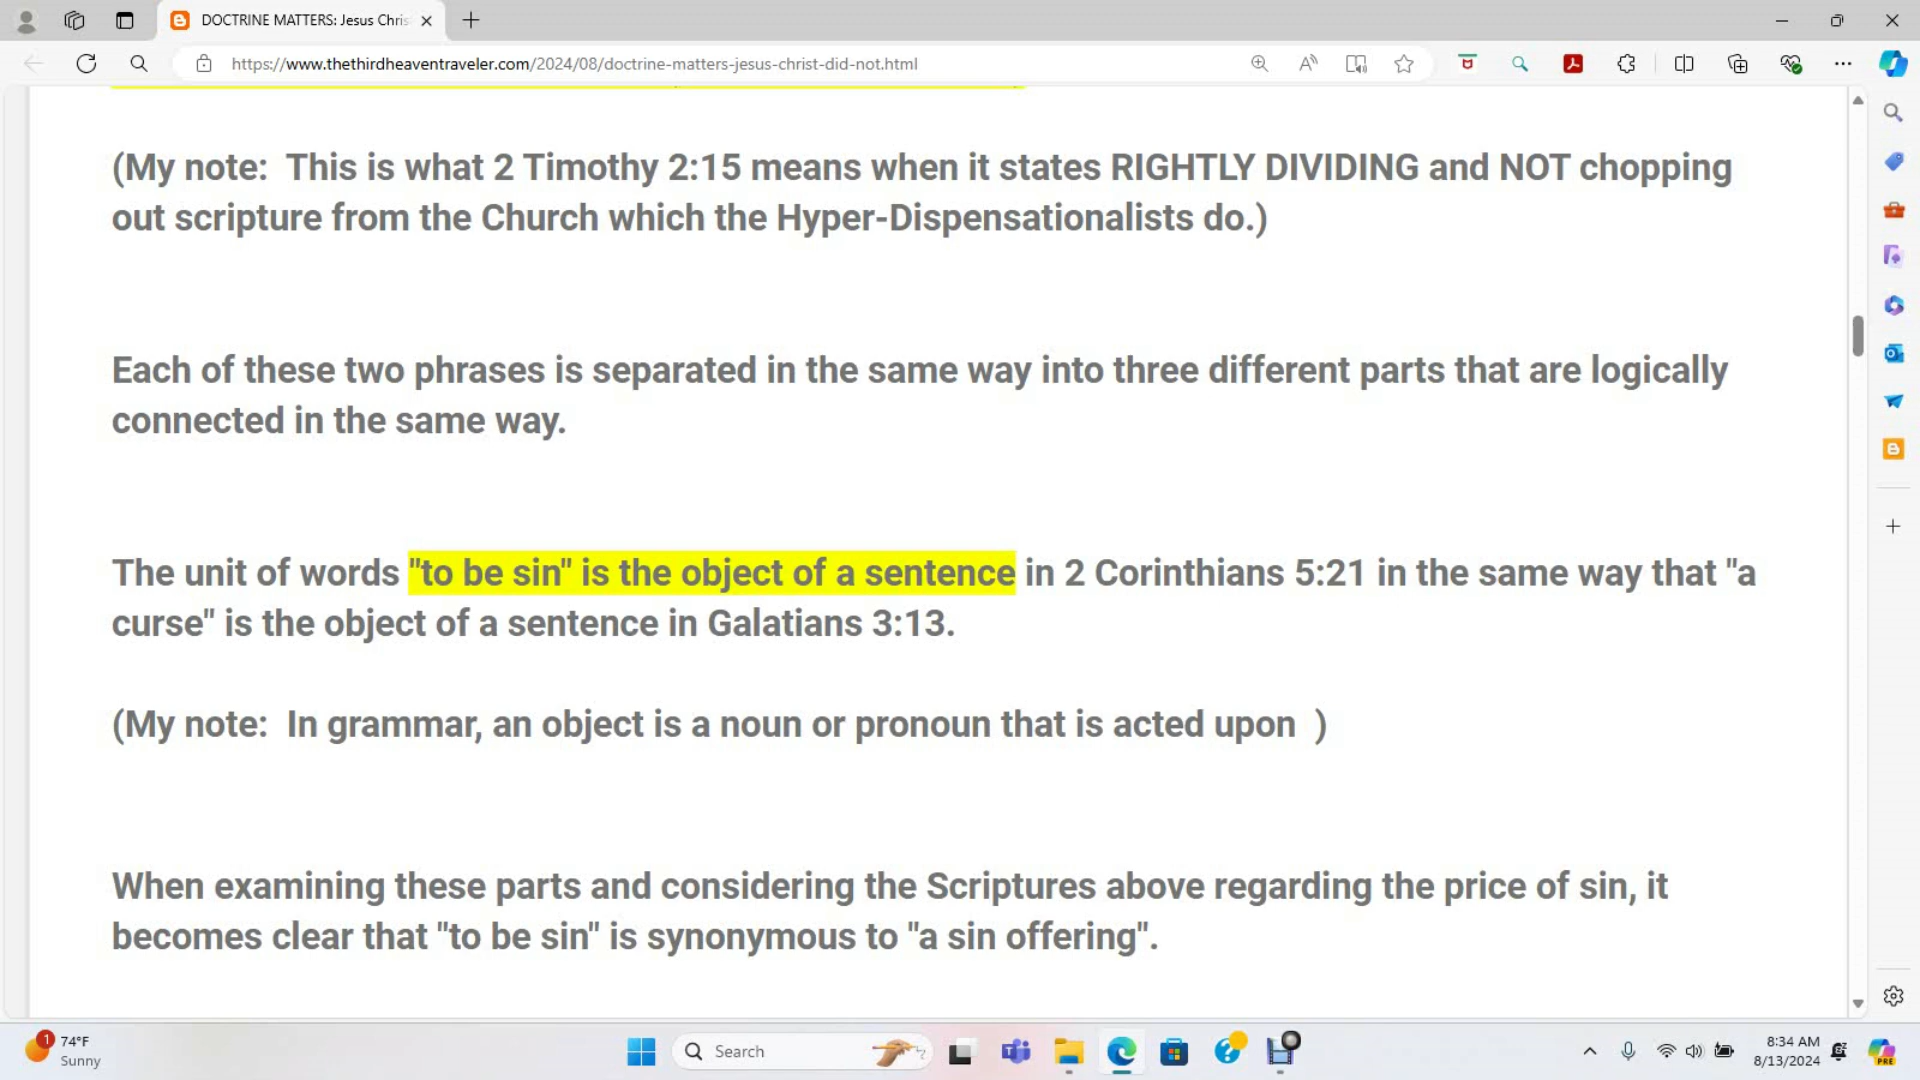 DOCTRINE MATTERS: Jesus Chris
https://www.thethirdheaventraveler.com/2024/08/doctrine-matters-jesus-christ-did-not.html
(My note:  This is what 2 Timothy 2:15 means when it states RIGHTLY DIVIDING and NOT chopping
out scripture from the Church which the Hyper-Dispensationalists do.)
Each of these two phrases is separated in the same way into three different parts that are logically
connected in the same way.
The unit of words "to be sin" is the object of a sentence in 2 Corinthians 5:21 in the same way that "a
curse" is the object of a sentence in Galatians 3:13.
(My note:  In grammar, an object is a noun or pronoun that is acted upon  )
When examining these parts and considering the Scriptures above regarding the price of sin, it
becomes clear that "to be sin" is synonymous to "a sin offering".
1
74°F
Sunny
Search
8:34 AM
8/13/2024
PRE